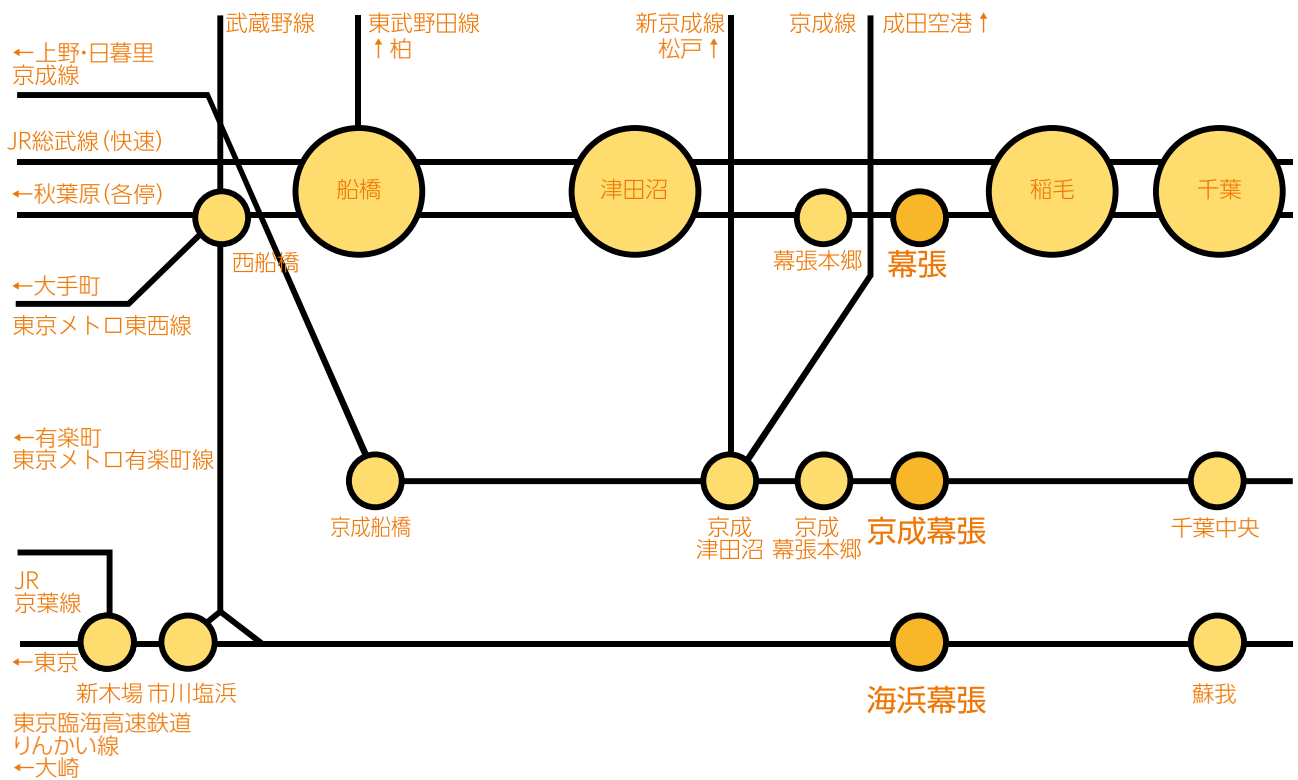 武蔵野線
東武野田線
↑柏
新京成線
松戸↑
京成線
成田空港↑
←上野・日暮里
京成線
JR総武線(快速)
←秋葉原(各停)
船橋
津田沼
稲毛
千葉
西船橋
幕張本郷
幕張
←大手町
東京メトロ東西線
←有楽町
東京メトロ有楽町線
京成船橋
京成
津田沼
京成
幕張本郷
京成幕張
千葉中央
JR
京葉線
←東京
新木場
市川塩浜
海浜幕張
蘇我
東京臨海高速鉄道
りんかい線
←大崎